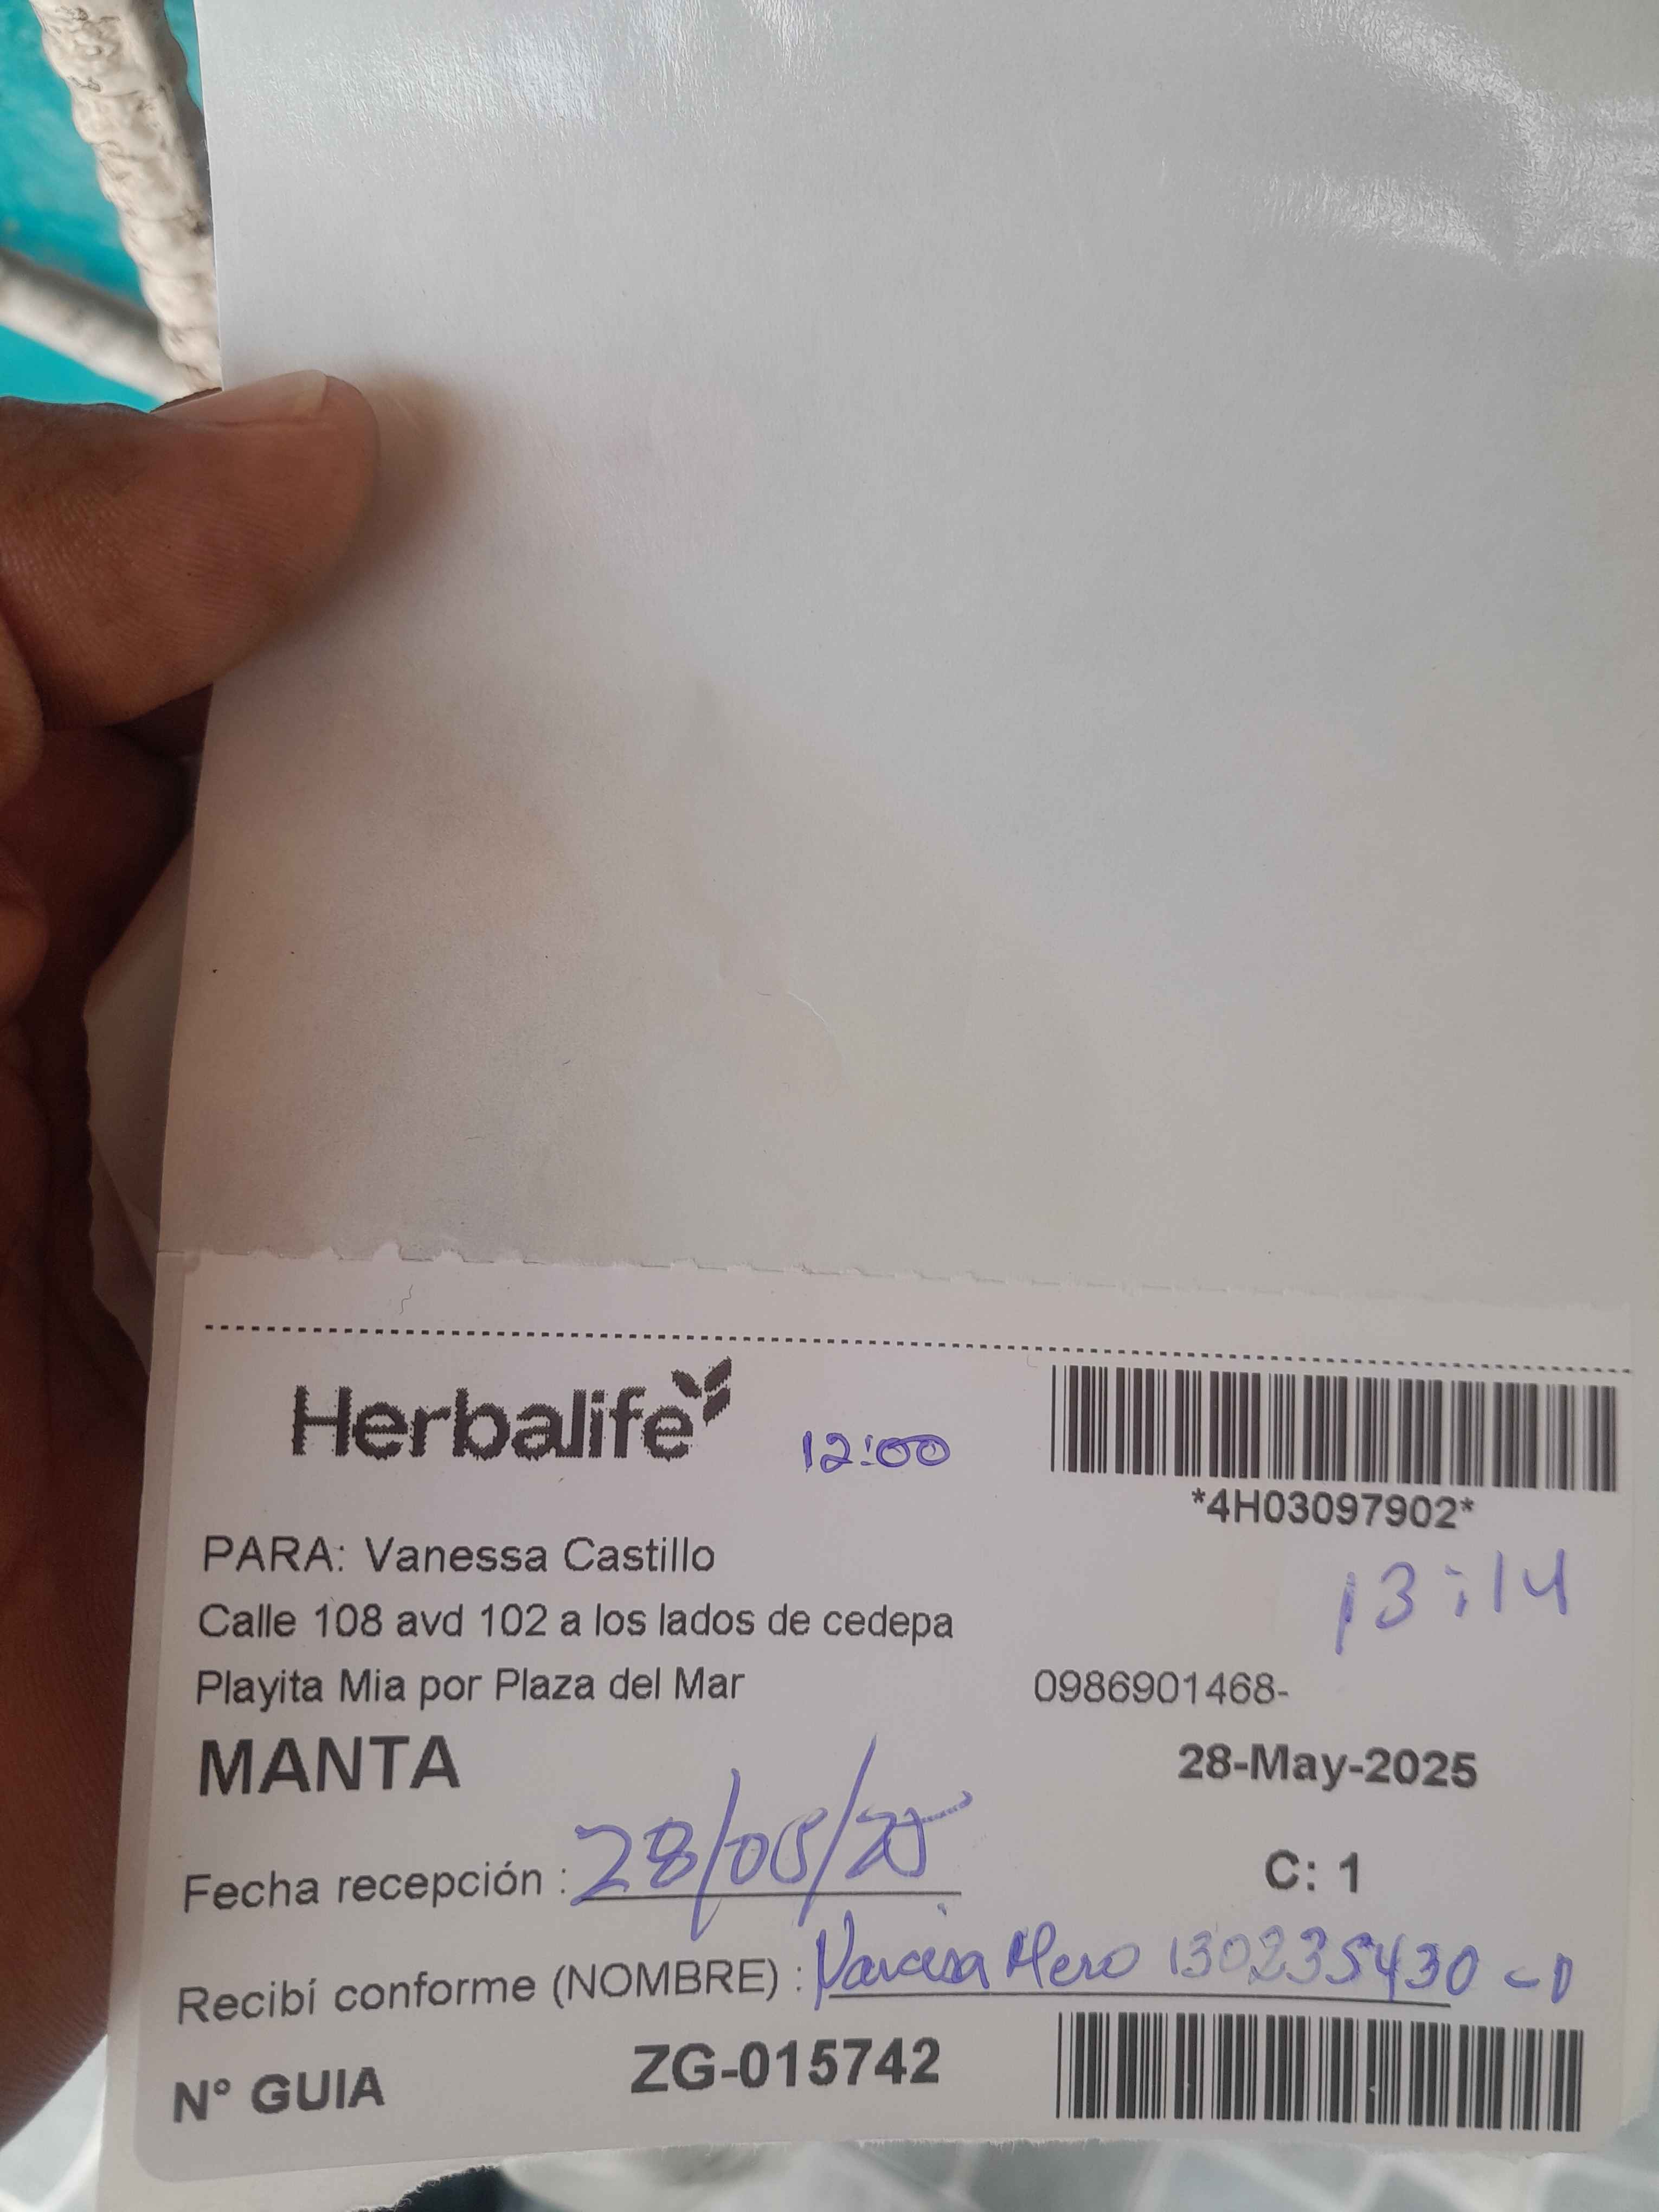 Herbalife
12:00
*4H03097902*
PARA: Vanessa Castillo
13:14
Calle 108 avd 102 a los lados de cedepa
Playita Mia por Plaza del Mar 0986901468-
MANTA 28-May-2025
Fecha recepción : 28/05/25
C: 1
Recibí conforme (NOMBRE) : Narcisa Mero 130235430-0
N° GUIA ZG-015742